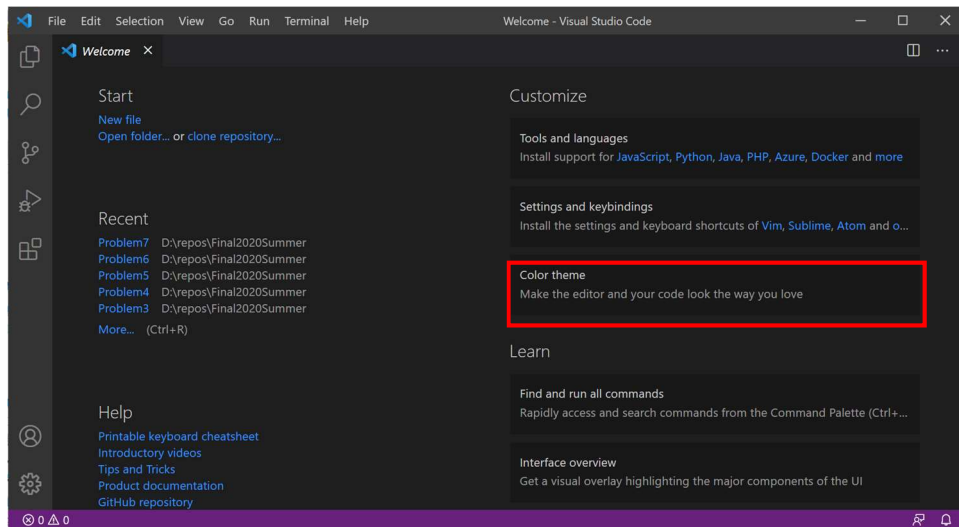 File Edit Selection View Go Run Terminal Help Welcome - Visual Studio Code
Welcome
Start
New file
Open folder... or clone repository...
Recent
Problem7 D:\repos\Final2020Summer
Problem6 D:\repos\Final2020Summer
Problem5 D:\repos\Final2020Summer
Problem4 D:\repos\Final2020Summer
Problem3 D:\repos\Final2020Summer
More... (Ctrl+R)
Help
Printable keyboard cheatsheet
Introductory videos
Tips and Tricks
Product documentation
GitHub repository
Customize
Tools and languages
Install support for JavaScript, Python, Java, PHP, Azure, Docker and more
Settings and keybindings
Install the settings and keyboard shortcuts of Vim, Sublime, Atom and o...
Color theme
Make the editor and your code look the way you love
Learn
Find and run all commands
Rapidly access and search commands from the Command Palette (Ctrl+...
Interface overview
Get a visual overlay highlighting the major components of the UI
0 0